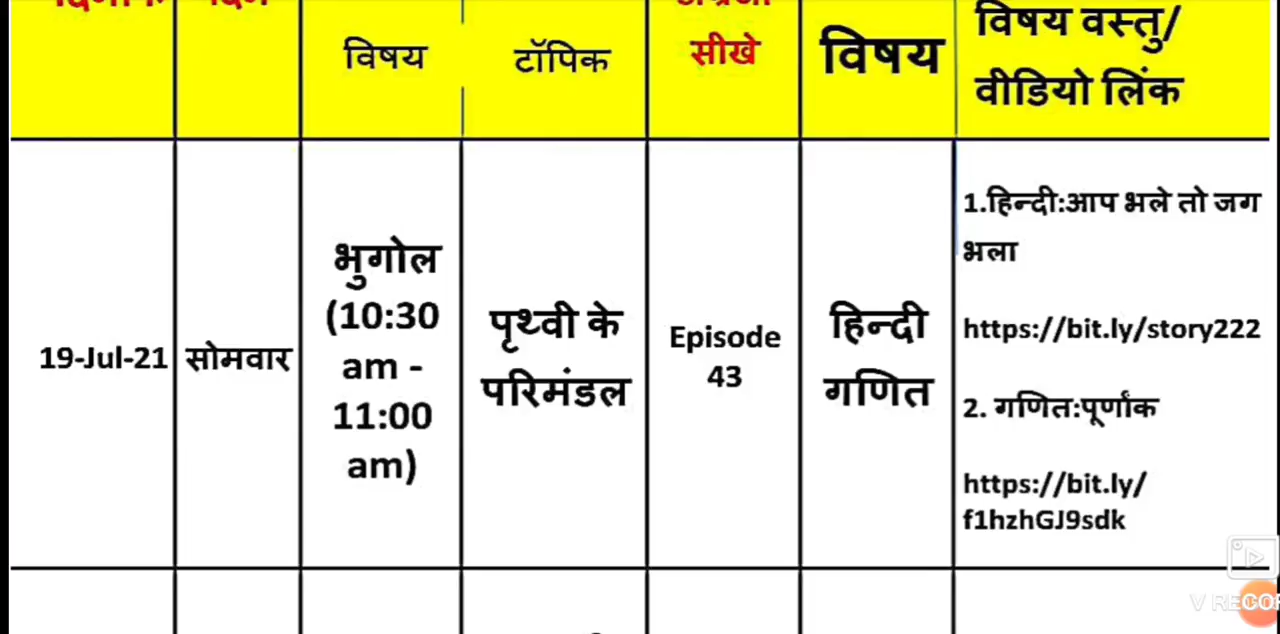 विषय
टॉपिक
सीखे
विषय
विषय वस्तु/
वीडियो लिंक
19-Jul-21
सोमवार
भुगोल
(10:30
am -
11:00
am)
पृथ्वी के
परिमंडल
Episode
43
हिन्दी
गणित
1.हिन्दी:आप भले तो जग
भला
https://bit.ly/story222
2. गणित:पूर्णांक
https://bit.ly/
f1hzhGJ9sdk